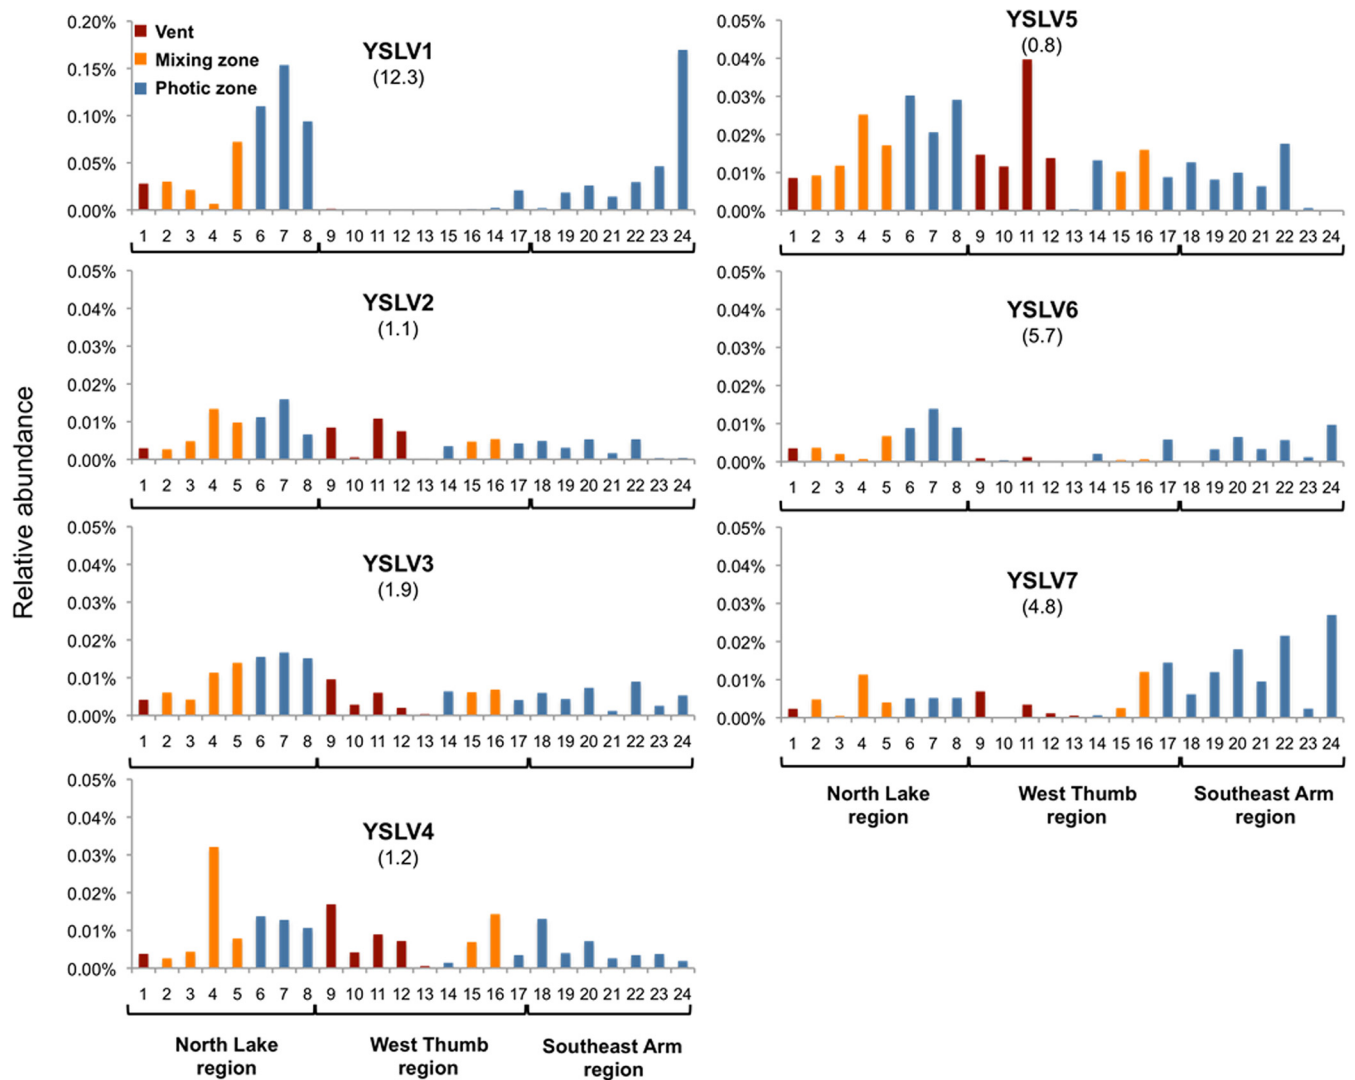 Relative abundance
Vent
Mixing zone
Photic zone
YSLV1
(12.3)
0.20%
0.15%
0.10%
0.05%
0.00%
1 2 3 4 5 6 7 8 9 10 11 12 13 15 16 14 17 18 19 20 21 22 23 24
YSLV2
(1.1)
0.05%
0.04%
0.03%
0.02%
0.01%
0.00%
1 2 3 4 5 6 7 8 9 10 11 12 13 14 15 16 17 18 19 20 21 22 23 24
YSLV3
(1.9)
0.05%
0.04%
0.03%
0.02%
0.01%
0.00%
1 2 3 4 5 6 7 8 9 10 11 12 13 14 15 16 17 18 19 20 21 22 23 24
YSLV4
(1.2)
0.05%
0.04%
0.03%
0.02%
0.01%
0.00%
1 2 3 4 5 6 7 8 9 10 11 12 13 14 15 16 17 18 19 20 21 22 23 24
North Lake
region
West Thumb
region
Southeast Arm
region
YSLV5
(0.8)
0.05%
0.04%
0.03%
0.02%
0.01%
0.00%
1 2 3 4 5 6 7 8 9 10 11 12 13 14 15 16 17 18 19 20 21 22 23 24
YSLV6
(5.7)
0.05%
0.04%
0.03%
0.02%
0.01%
0.00%
1 2 3 4 5 6 7 8 9 10 11 12 13 14 15 16 17 18 19 20 21 22 23 24
YSLV7
(4.8)
0.05%
0.04%
0.03%
0.02%
0.01%
0.00%
1 2 3 4 5 6 7 8 9 10 11 12 13 14 15 16 17 18 19 20 21 22 23 24
North Lake
region
West Thumb
region
Southeast Arm
region